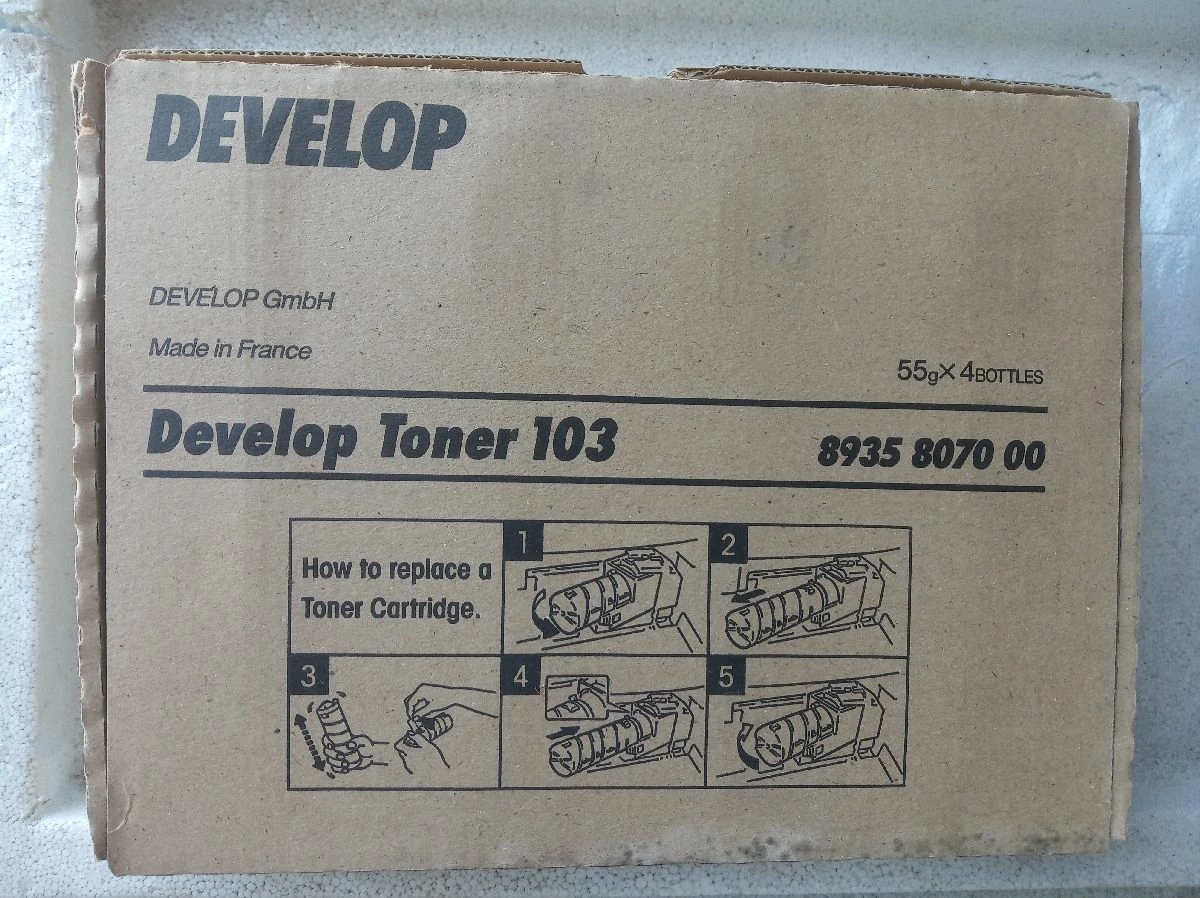 DEVELOP
DEVELOP GmbH
Made in France
55g×4BOTTLES
Develop Toner 103
8935 8070 00
How to replace a
Toner Cartridge.
1
2
3
4
5